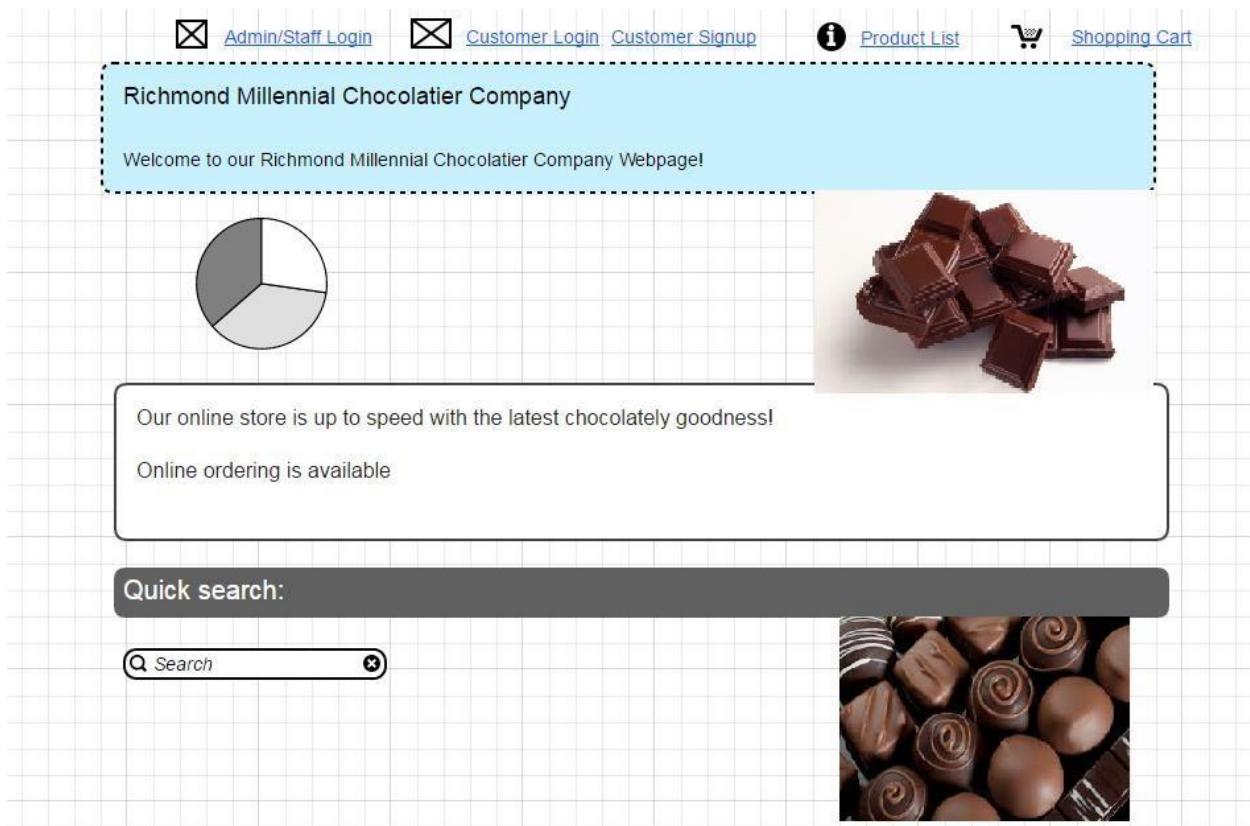 Admin/Staff Login Customer Login Customer Signup Product List Shopping Cart
Richmond Millennial Chocolatier Company
Welcome to our Richmond Millennial Chocolatier Company Webpage!
Our online store is up to speed with the latest chocolately goodness!
Online ordering is available
Quick search:
Search